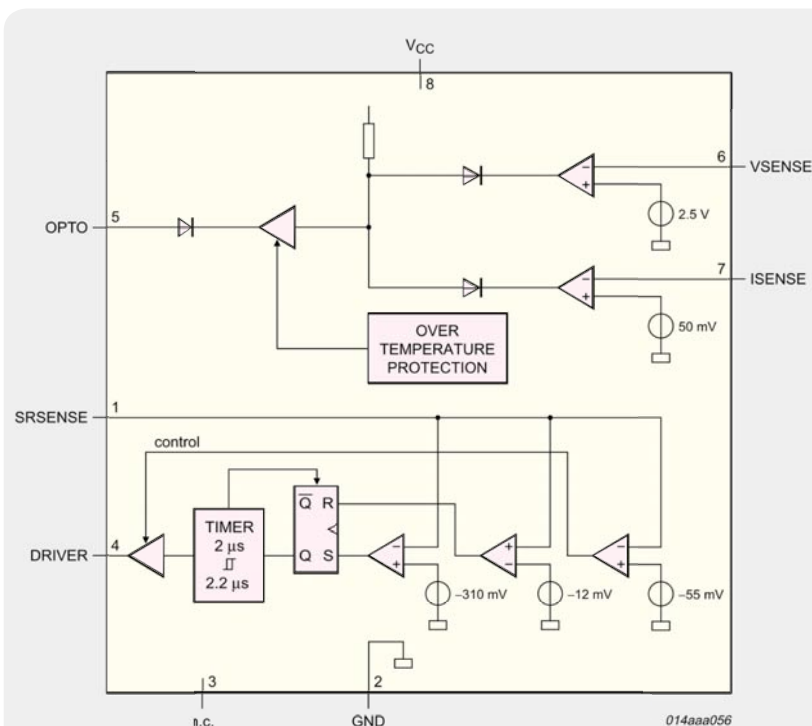 VCC
8
6
VSENSE
2.5 V
5
OPTO
7
ISENSE
50 mV
OVER
TEMPERATURE
PROTECTION
1
SRSENSE
control
Q̅ R
Q S
TIMER
2 µs
2.2 µs
4
DRIVER
− +
− +
− +
+ −
− +
−310 mV
−12 mV
−55 mV
3
2
n.c.
GND
014aaa056